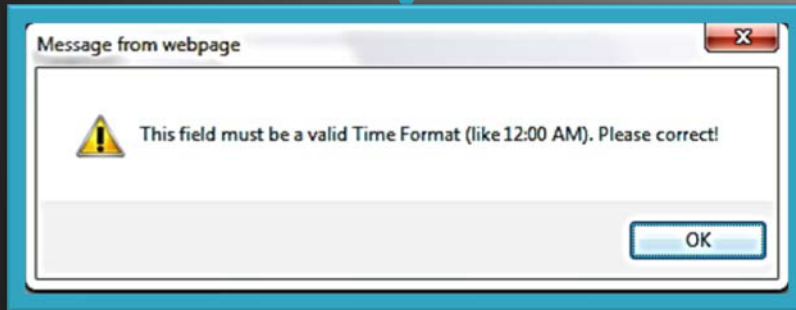 Message from webpage
This field must be a valid Time Format (like 12:00 AM). Please correct!
OK